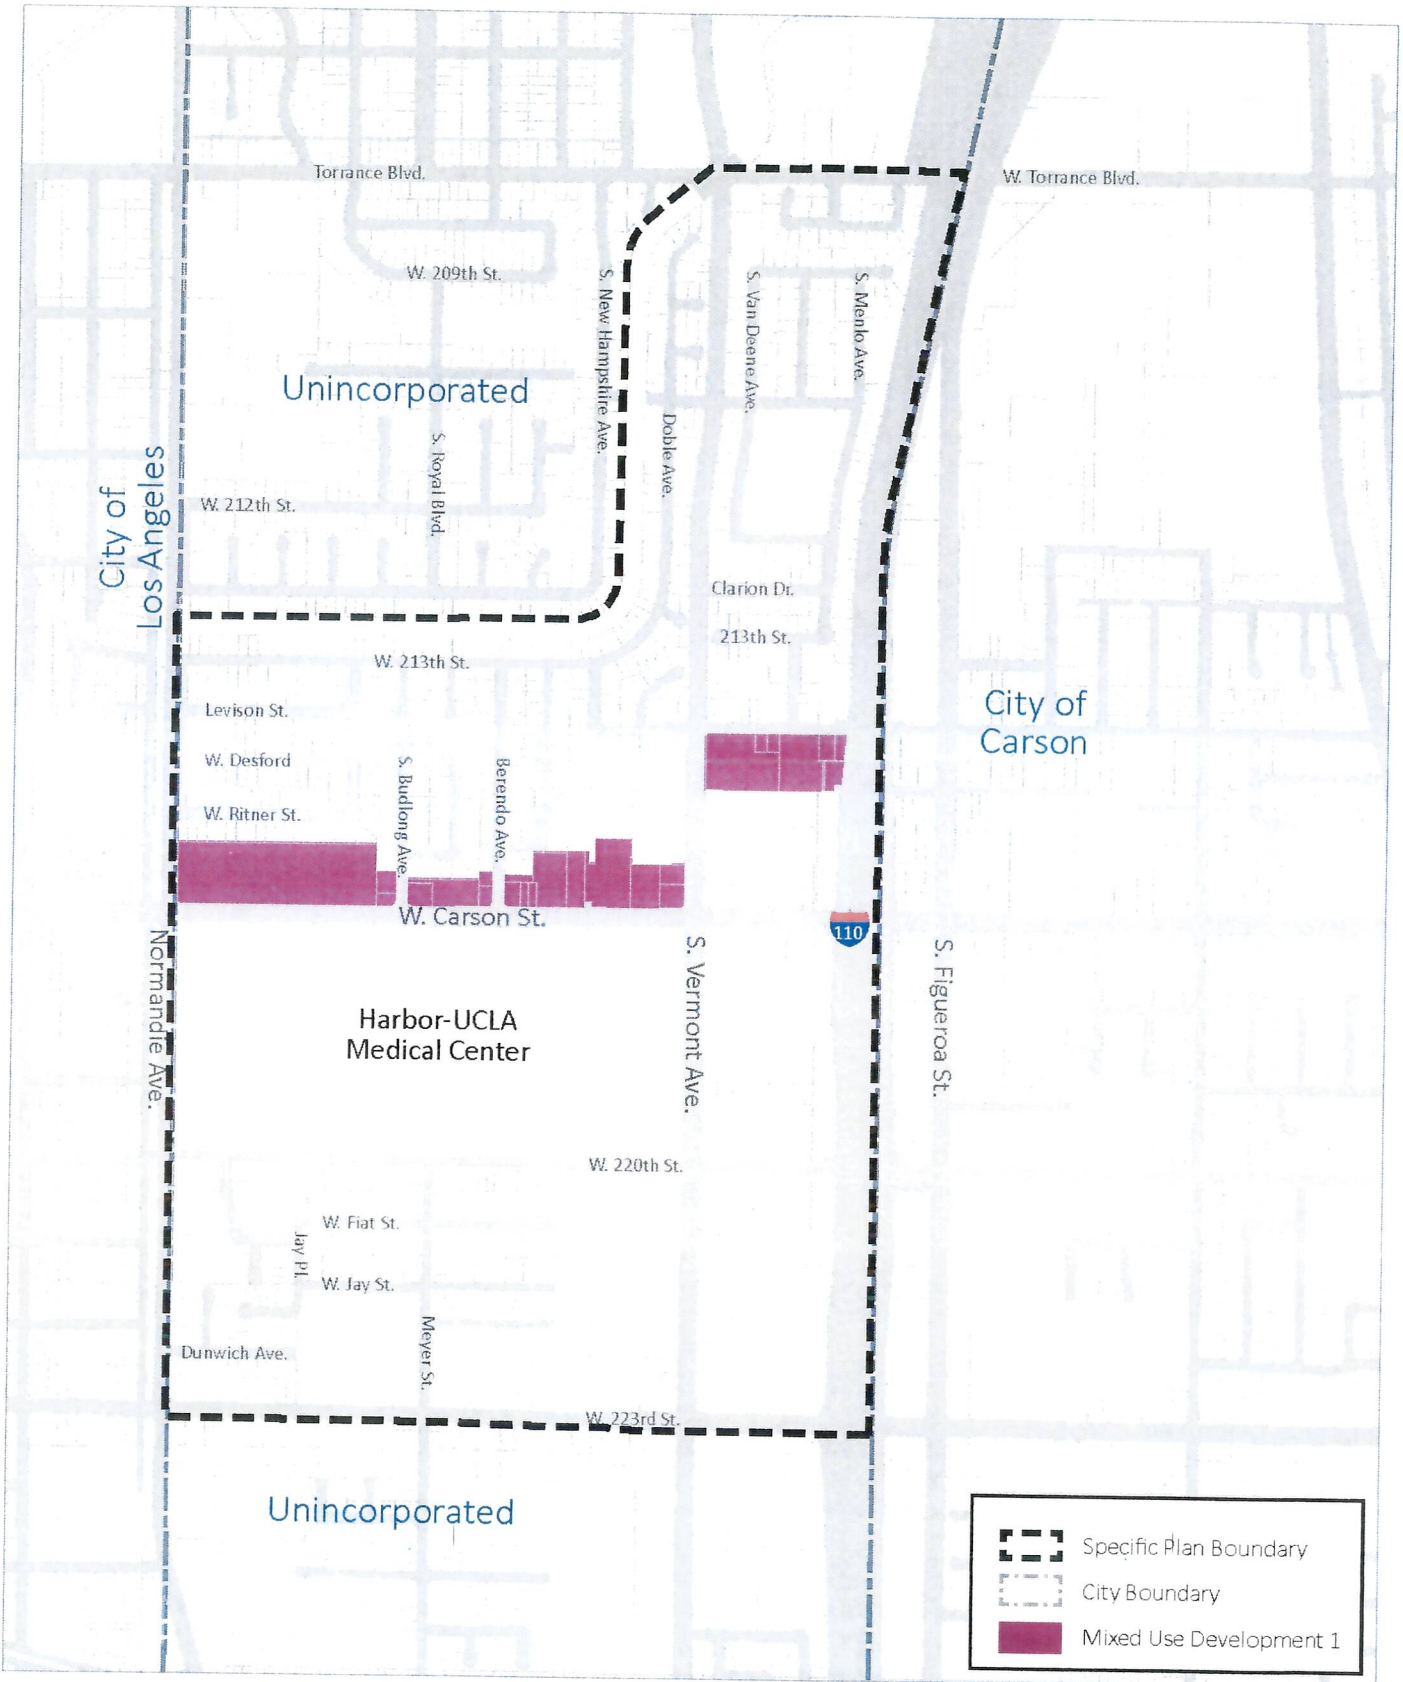 Torrance Blvd.
W. Torrance Blvd.
W. 209th St.
S. New Hampshire Ave.
S. Van Deene Ave.
S. Menlo Ave.
Unincorporated
Doble Ave.
S. Royal Blvd.
City of
Los Angeles
W. 212th St.
Clarion Dr.
213th St.
W. 213th St.
Levison St.
City of
Carson
W. Desford
S. Budlong Ave.
Berendo Ave.
W. Ritner St.
W. Carson St.
110
Normandie Ave.
S. Vermont Ave.
S. Figueroa St.
Harbor-UCLA
Medical Center
W. 220th St.
W. Fiat St.
Jay Pl.
W. Jay St.
Meyer St.
Dunwich Ave.
W. 223rd St.
Unincorporated
Specific Plan Boundary
City Boundary
Mixed Use Development 1